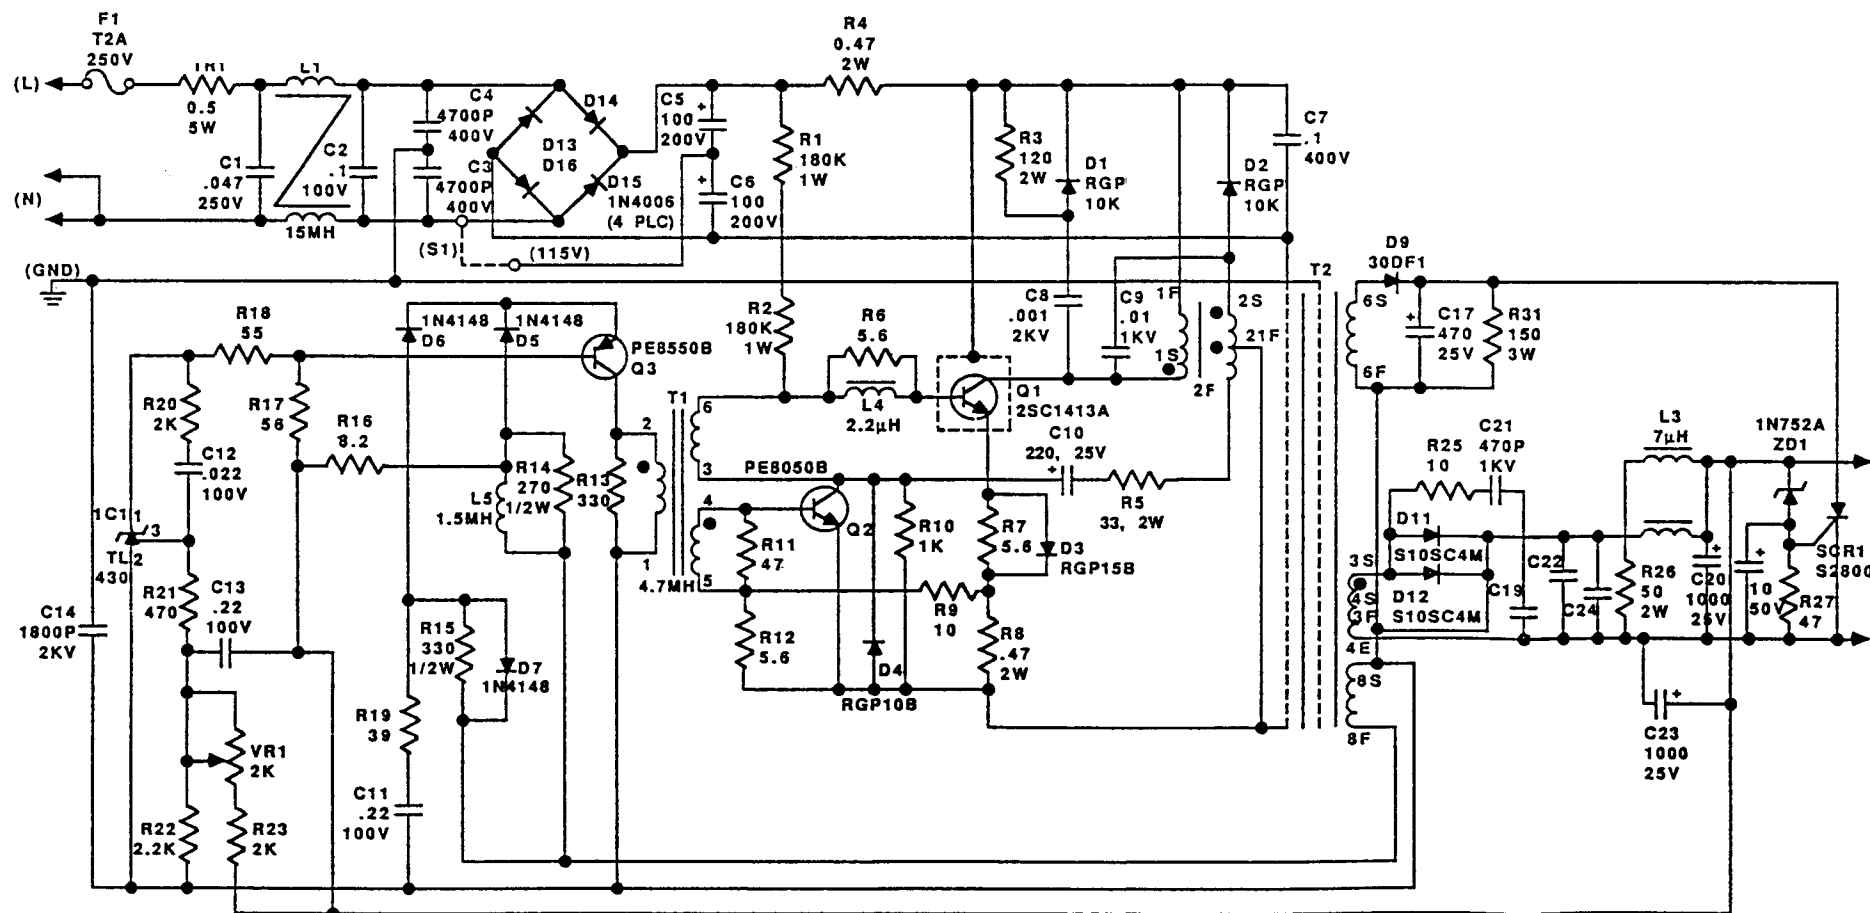 F1
T2A
250V
(L)
TR1
0.5
5W
L1
C1
.047
250V
C2
.1
100V
(N)
15MH
C4
4700P
400V
C3
4700P
400V
D14
D13
D16
D15
1N4006
(4 PLC)
(S1)
(115V)
C5
100
200V
C6
100
200V
R1
180K
1W
R4
0.47
2W
R3
120
2W
D1
RGP
10K
D2
RGP
10K
C7
.1
400V
(GND)
R18
55
1N4148
D6
1N4148
D5
PE8550B
Q3
R2
180K
1W
R6
5.6
L4
2.2µH
Q1
2SC1413A
C8
.001
2KV
C9
.01
1KV
1F
1S
2S
21F
2F
T2
D9
30DF1
6S
6F
C17
470
25V
R31
150
3W
R20
2K
R17
56
R16
8.2
C12
.022
100V
L5
1.5MH
R14
270
1/2W
R13
330
T1
2
1
6
3
4
5
4.7MH
PE8050B
Q2
C10
220, 25V
R5
33, 2W
R11
47
R10
1K
R7
5.6
D3
RGP15B
R9
10
R12
5.6
D4
RGP10B
R8
.47
2W
1C1
1
3
TL
2
430
R21
470
C13
.22
100V
C14
1800P
2KV
R15
330
1/2W
D7
1N4148
R19
39
C11
.22
100V
VR1
2K
R22
2.2K
R23
2K
R25
10
C21
470P
1KV
L3
7µH
1N752A
ZD1
D11
S10SC4M
D12
S10SC4M
3S
4S
3F
4E
8S
8F
C19
C22
C24
R26
50
2W
C20
1000
25V
10
50V
R27
47
SCR1
S2800
C23
1000
25V